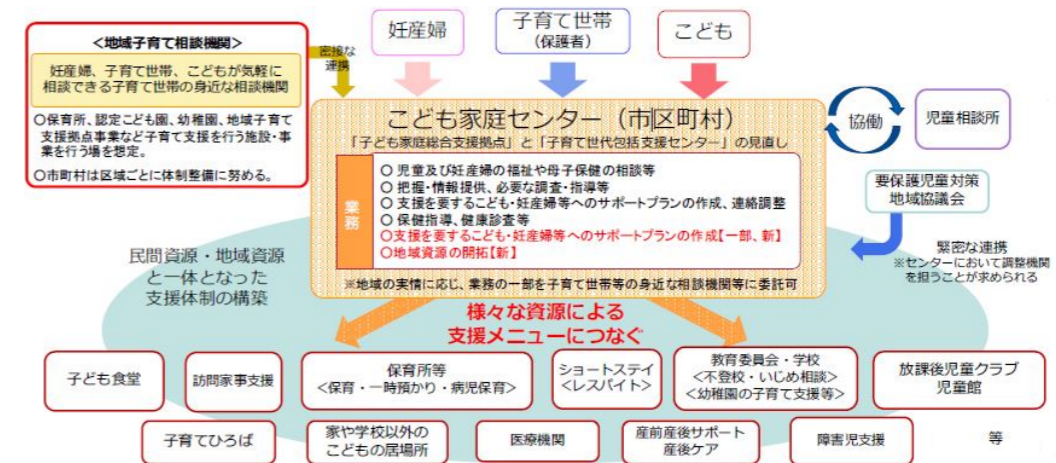 <地域子育て相談機関>
妊産婦、子育て世帯、こどもが気軽に
相談できる子育て世帯の身近な相談機関
○保育所、認定こども園、幼稚園、地域子育て
支援拠点事業など子育て支援を行う施設・事
業を行う場を想定。
○市町村は区域ごとに体制整備に努める。
密接な
連携
妊産婦
子育て世帯
(保護者)
こども
こども家庭センター(市区町村)
「子ども家庭総合支援拠点」と「子育て世代包括支援センター」の見直し
業務
○ 児童及び妊産婦の福祉や母子保健の相談等
○ 把握・情報提供、必要な調査・指導等
○ 支援を要するこども・妊産婦等へのサポートプランの作成、連絡調整
○ 保健指導、健康診査等
○支援を要するこども・妊産婦等へのサポートプランの作成【一部、新】
○地域資源の開拓【新】
※地域の実情に応じ、業務の一部を子育て世帯等の身近な相談機関等に委託可
協働
児童相談所
要保護児童対策
地域協議会
緊密な連携
※センターにおいて調整機関
を担うことが求められる
民間資源・地域資源
と一体となった
支援体制の構築
様々な資源による
支援メニューにつなぐ
子ども食堂
訪問家事支援
保育所等
<保育・一時預かり・病児保育>
ショートステイ
<レスパイト>
教育委員会・学校
<不登校・いじめ相談>
<幼稚園の子育て支援等>
放課後児童クラブ
児童館
子育てひろば
家や学校以外の
こどもの居場所
医療機関
産前産後サポート
産後ケア
障害児支援
等